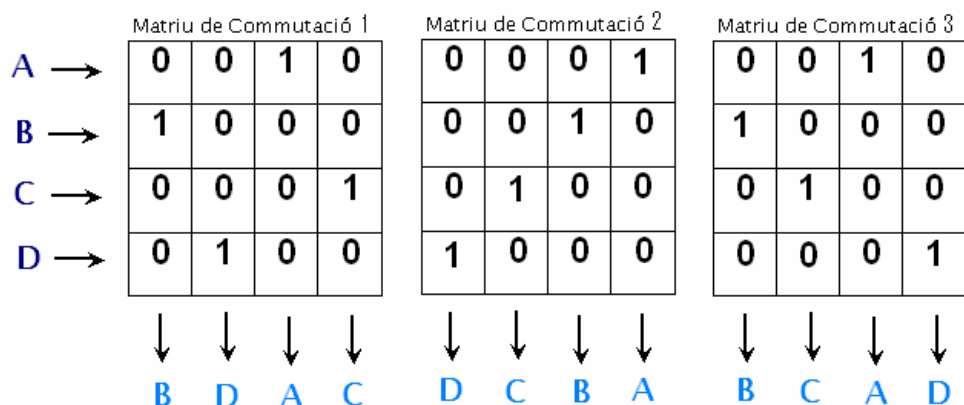 Matriu de Commutació 1 Matriu de Commutació 2 Matriu de Commutació 3
A 0 0 1 0 0 0 0 1 0 0 1 0
B 1 0 0 0 0 0 1 0 1 0 0 0
C 0 0 0 1 0 1 0 0 0 1 0 0
D 0 1 0 0 1 0 0 0 0 0 0 1
B D A C D C B A B C A D